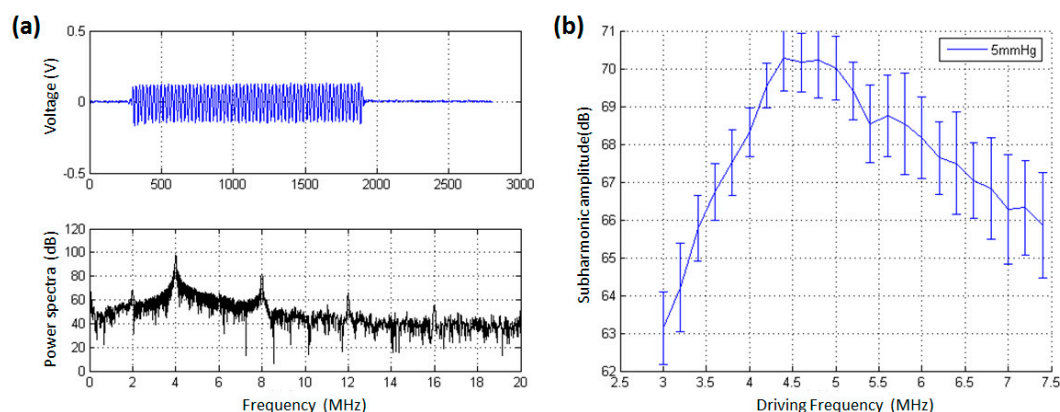 (a)
Voltage (V)
0.5
0
-0.5
0 500 1000 1500 2000 2500 3000
Power spectra (dB)
120
100
80
60
40
20
0
0 2 4 6 8 10 12 14 16 18 20
Frequency (MHz)
(b)
Subharmonic amplitude(dB)
71
70
69
68
67
66
65
64
63
62
5mmHg
2.5 3 3.5 4 4.5 5 5.5 6 6.5 7 7.5
Driving Frequency (MHz)